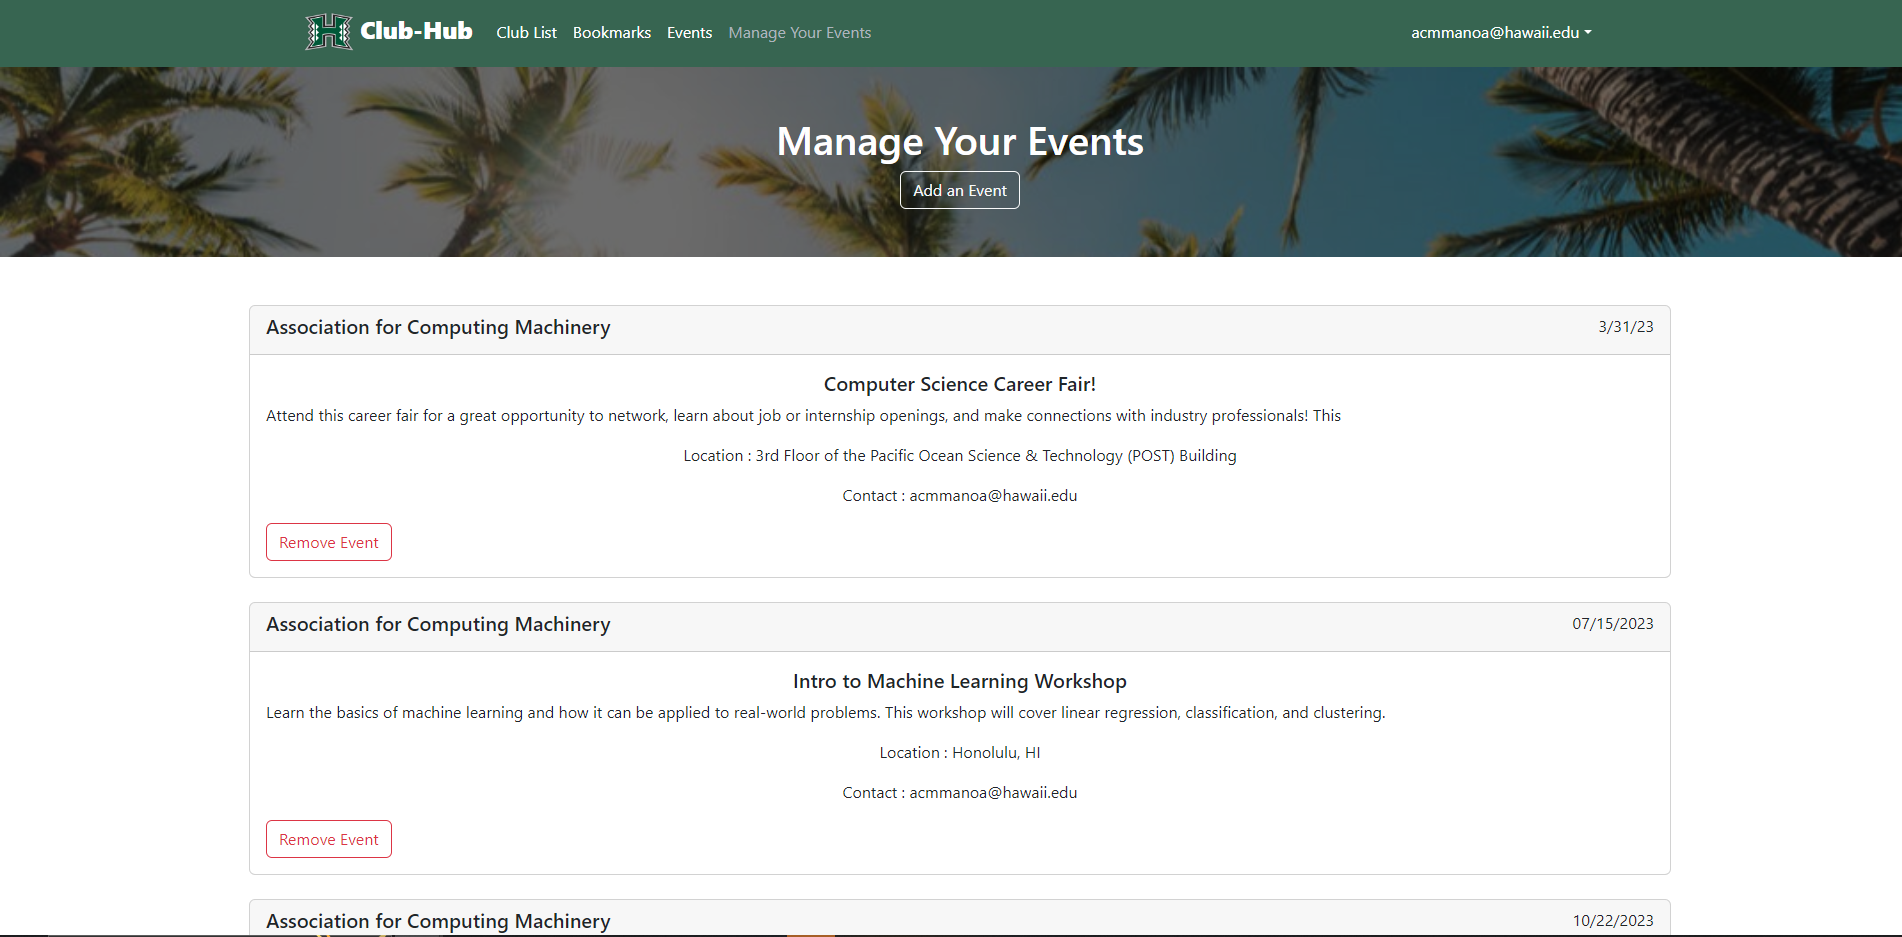 Club-Hub Club List Bookmarks Events Manage Your Events acmmanoa@hawaii.edu
Manage Your Events
Add an Event
Association for Computing Machinery 3/31/23
Computer Science Career Fair!
Attend this career fair for a great opportunity to network, learn about job or internship openings, and make connections with industry professionals! This
Location : 3rd Floor of the Pacific Ocean Science & Technology (POST) Building
Contact : acmmanoa@hawaii.edu
Remove Event
Association for Computing Machinery 07/15/2023
Intro to Machine Learning Workshop
Learn the basics of machine learning and how it can be applied to real-world problems. This workshop will cover linear regression, classification, and clustering.
Location : Honolulu, HI
Contact : acmmanoa@hawaii.edu
Remove Event
Association for Computing Machinery 10/22/2023